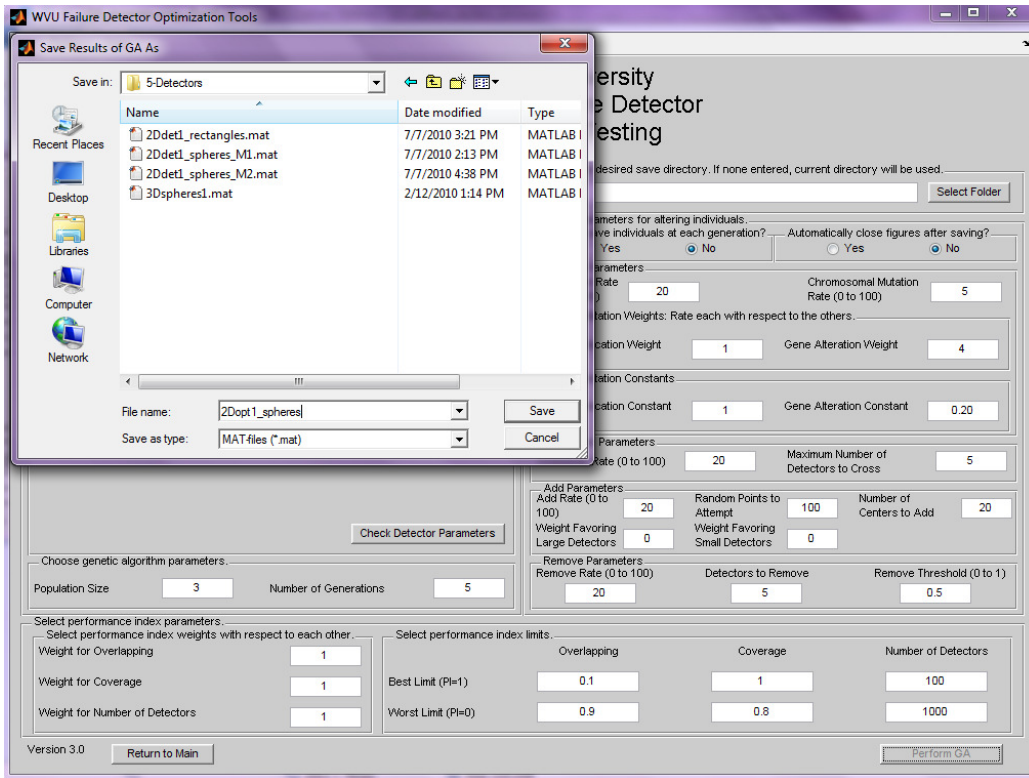 WVU Failure Detector Optimization Tools
Save Results of GA As
Save in: 5-Detectors
Name Date modified Type
2Ddet1_rectangles.mat 7/7/2010 3:21 PM MATLAB
2Ddet1_spheres_M1.mat 7/7/2010 2:13 PM MATLAB
2Ddet1_spheres_M2.mat 7/7/2010 4:38 PM MATLAB
3Dspheres1.mat 2/12/2010 1:14 PM MATLAB
Recent Places
Desktop
Libraries
Computer
Network
File name: 2Dopt1_spheres Save
Save as type: MAT-files (*.mat) Cancel
ersity
Detector
esting
desired save directory. If none entered, current directory will be used.
Select Folder
ameters for altering individuals.
ve individuals at each generation? Automatically close figures after saving?
Yes No Yes No
arameters
Rate 20 Chromosomal Mutation
) Rate (0 to 100) 5
tation Weights: Rate each with respect to the others.
cation Weight 1 Gene Alteration Weight 4
tation Constants
cation Constant 1 Gene Alteration Constant 0.20
Parameters
Rate (0 to 100) 20 Maximum Number of
Detectors to Cross 5
Add Parameters
Add Rate (0 to
100) 20 Random Points to
Attempt 100 Number of
Centers to Add 20
Weight Favoring
Large Detectors 0 Weight Favoring
Small Detectors 0
Check Detector Parameters
Remove Parameters
Remove Rate (0 to 100) Detectors to Remove Remove Threshold (0 to 1)
20 5 0.5
Choose genetic algorithm parameters.
Population Size 3 Number of Generations 5
Select performance index parameters.
Select performance index weights with respect to each other.
Weight for Overlapping 1
Weight for Coverage 1
Weight for Number of Detectors 1
Select performance index limits.
Overlapping Coverage Number of Detectors
Best Limit (PI=1) 0.1 1 100
Worst Limit (PI=0) 0.9 0.8 1000
Version 3.0 Return to Main Perform GA